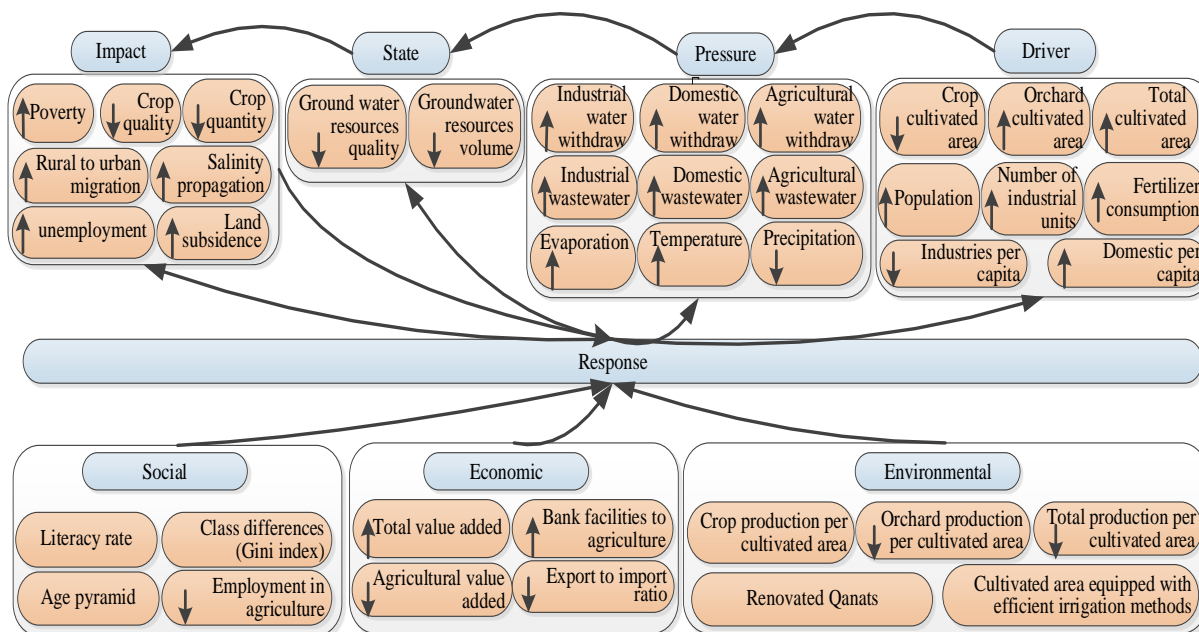 Impact
State
Pressure
Driver
Poverty
Crop
quality
Crop
quantity
Rural to urban
migration
Salinity
propagation
unemployment
Land
subsidence
Ground water
resources
quality
Groundwater
resources
volume
Industrial
water
withdraw
Domestic
water
withdraw
Agricultural
water
withdraw
Industrial
wastewater
Domestic
wastewater
Agricultural
wastewater
Evaporation
Temperature
Precipitation
Crop
cultivated
area
Orchard
cultivated
area
Total
cultivated
area
Population
Number of
industrial
units
Fertilizer
consumption
Industries per
capita
Domestic per
capita
Response
Social
Economic
Environmental
Literacy rate
Class differences
(Gini index)
Age pyramid
Employment in
agriculture
Total value added
Bank facilities to
agriculture
Agricultural value
added
Export to import
ratio
Crop production per
cultivated area
Orchard production
per cultivated area
Total production per
cultivated area
Renovated Qanats
Cultivated area equipped with
efficient irrigation methods